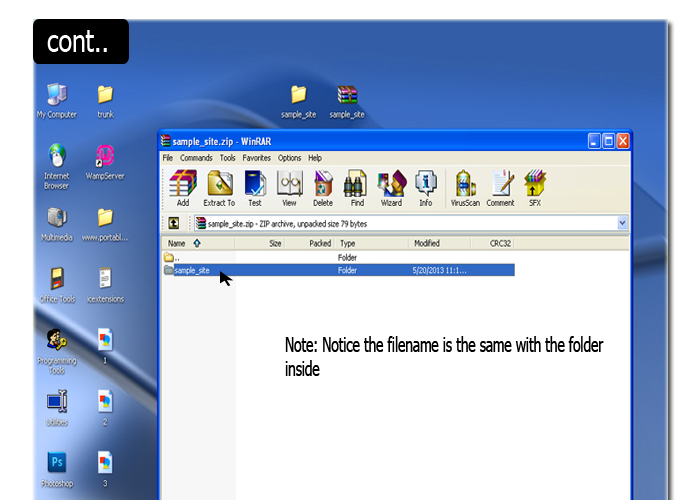 cont..
My Computer
trunk
sample_site
sample_site
sample_site.zip - WinRAR
File Commands Tools Favorites Options Help
Add Extract To Test View Delete Find Wizard Info VirusScan Comment SFX
sample_site.zip - ZIP archive, unpacked size 79 bytes
Name Size Packed Type Modified CRC32
.. Folder
sample_site Folder 5/20/2013 11:1...
Internet
Browser
WampServer
Multimedia
www.portabl...
Office Tools
icextensions
Note: Notice the filename is the same with the folder
inside
Programming
Tools
1
Utilities
2
Ps
Photoshop
3